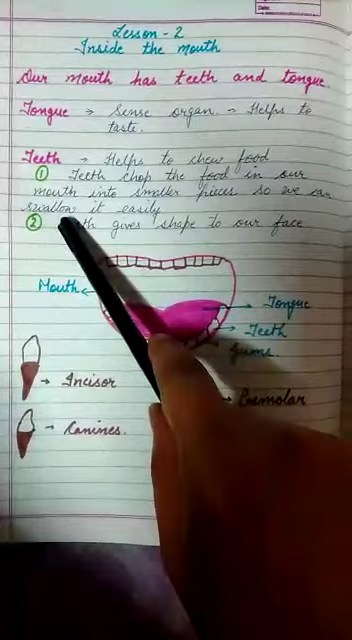 Date:
Lesson - 2
Inside the mouth
Our mouth has teeth and tongue.
Tongue → Sense organ. - Helps to
taste.
Teeth → Helps to chew food
① Teeth chop the food in our
mouth into smaller pieces so we can
swallow it easily
② gives shape to our face
Mouth
Tongue
Teeth
Gums.
Incisor
Premolar
Canines.